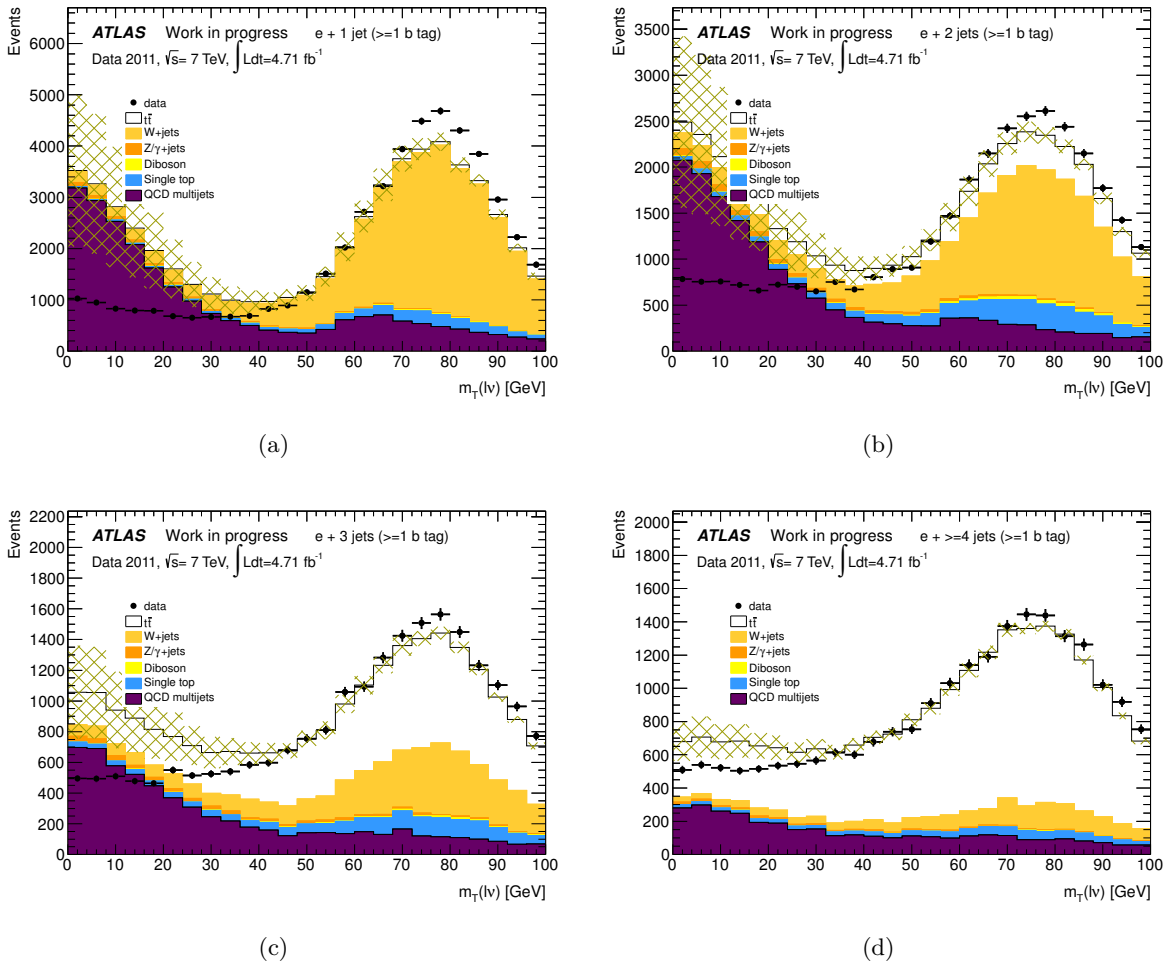 Events
ATLAS Work in progress e + 1 jet (>=1 b tag)
Data 2011, √s= 7 TeV, ∫ Ldt=4.71 fb⁻¹
data
tt̄
W+jets
Z/γ+jets
Diboson
Single top
QCD multijets
6000
5000
4000
3000
2000
1000
0
0 10 20 30 40 50 60 70 80 90 100
m_T(lν) [GeV]
(a)
Events
ATLAS Work in progress e + 2 jets (>=1 b tag)
Data 2011, √s= 7 TeV, ∫ Ldt=4.71 fb⁻¹
data
tt̄
W+jets
Z/γ+jets
Diboson
Single top
QCD multijets
3500
3000
2500
2000
1500
1000
500
0
0 10 20 30 40 50 60 70 80 90 100
m_T(lν) [GeV]
(b)
Events
ATLAS Work in progress e + 3 jets (>=1 b tag)
Data 2011, √s= 7 TeV, ∫ Ldt=4.71 fb⁻¹
data
tt̄
W+jets
Z/γ+jets
Diboson
Single top
QCD multijets
2200
2000
1800
1600
1400
1200
1000
800
600
400
200
0
0 10 20 30 40 50 60 70 80 90 100
m_T(lν) [GeV]
(c)
Events
ATLAS Work in progress e + >=4 jets (>=1 b tag)
Data 2011, √s= 7 TeV, ∫ Ldt=4.71 fb⁻¹
data
tt̄
W+jets
Z/γ+jets
Diboson
Single top
QCD multijets
2000
1800
1600
1400
1200
1000
800
600
400
200
0
0 10 20 30 40 50 60 70 80 90 100
m_T(lν) [GeV]
(d)